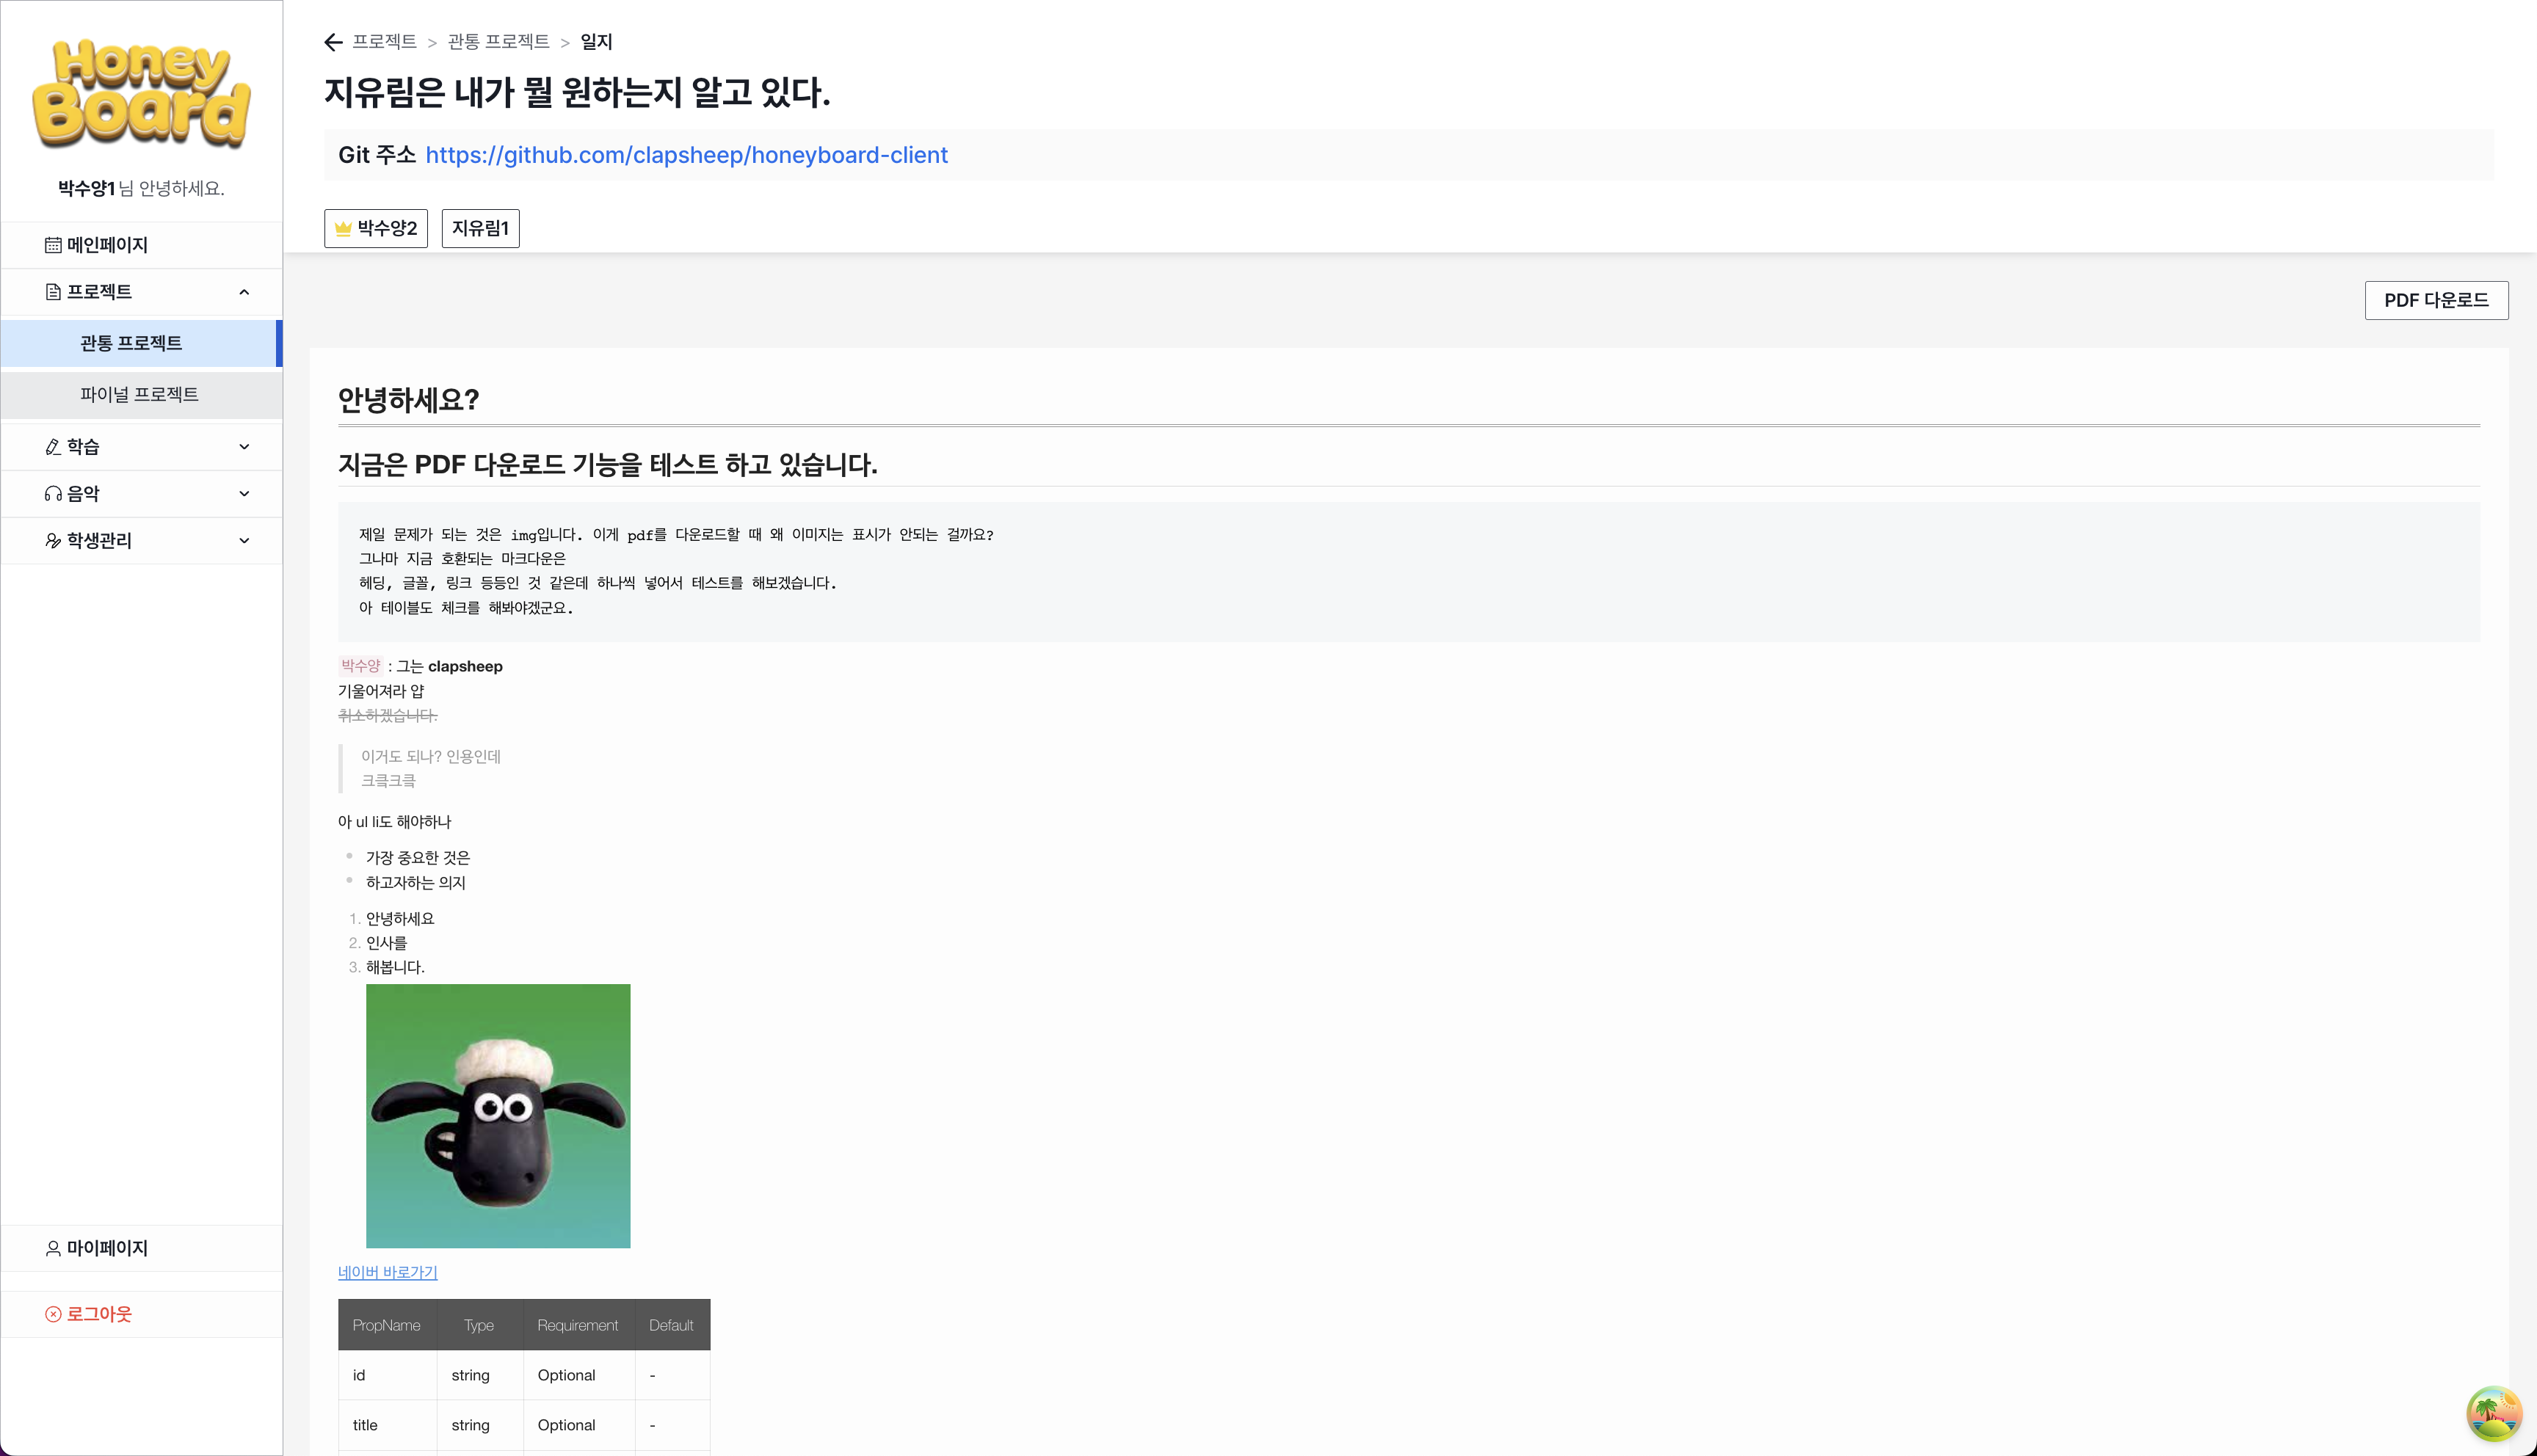 Honey
Board
박수양1 님 안녕하세요.
메인페이지
프로젝트
관통 프로젝트
파이널 프로젝트
학습
음악
학생관리
마이페이지
로그아웃
프로젝트 > 관통 프로젝트 > 일지
지유림은 내가 뭘 원하는지 알고 있다.
Git 주소 https://github.com/clapsheep/honeyboard-client
박수양2 지유림1
PDF 다운로드
안녕하세요?
지금은 PDF 다운로드 기능을 테스트 하고 있습니다.
제일 문제가 되는 것은 img입니다. 이게 pdf를 다운로드할 때 왜 이미지는 표시가 안되는 걸까요?
그나마 지금 호환되는 마크다운은
헤딩, 글꼴, 링크 등등인 것 같은데 하나씩 넣어서 테스트를 해보겠습니다.
아 테이블도 체크를 해봐야겠군요.
박수양 : 그는 clapsheep
기울어져라 얍
취소하겠습니다.
이거도 되나? 인용인데
크킄크킄
아 ul li도 해야하나
가장 중요한 것은
하고자하는 의지
1. 안녕하세요
2. 인사를
3. 해봅니다.
네이버 바로가기
PropName Type Requirement Default
id string Optional -
title string Optional -